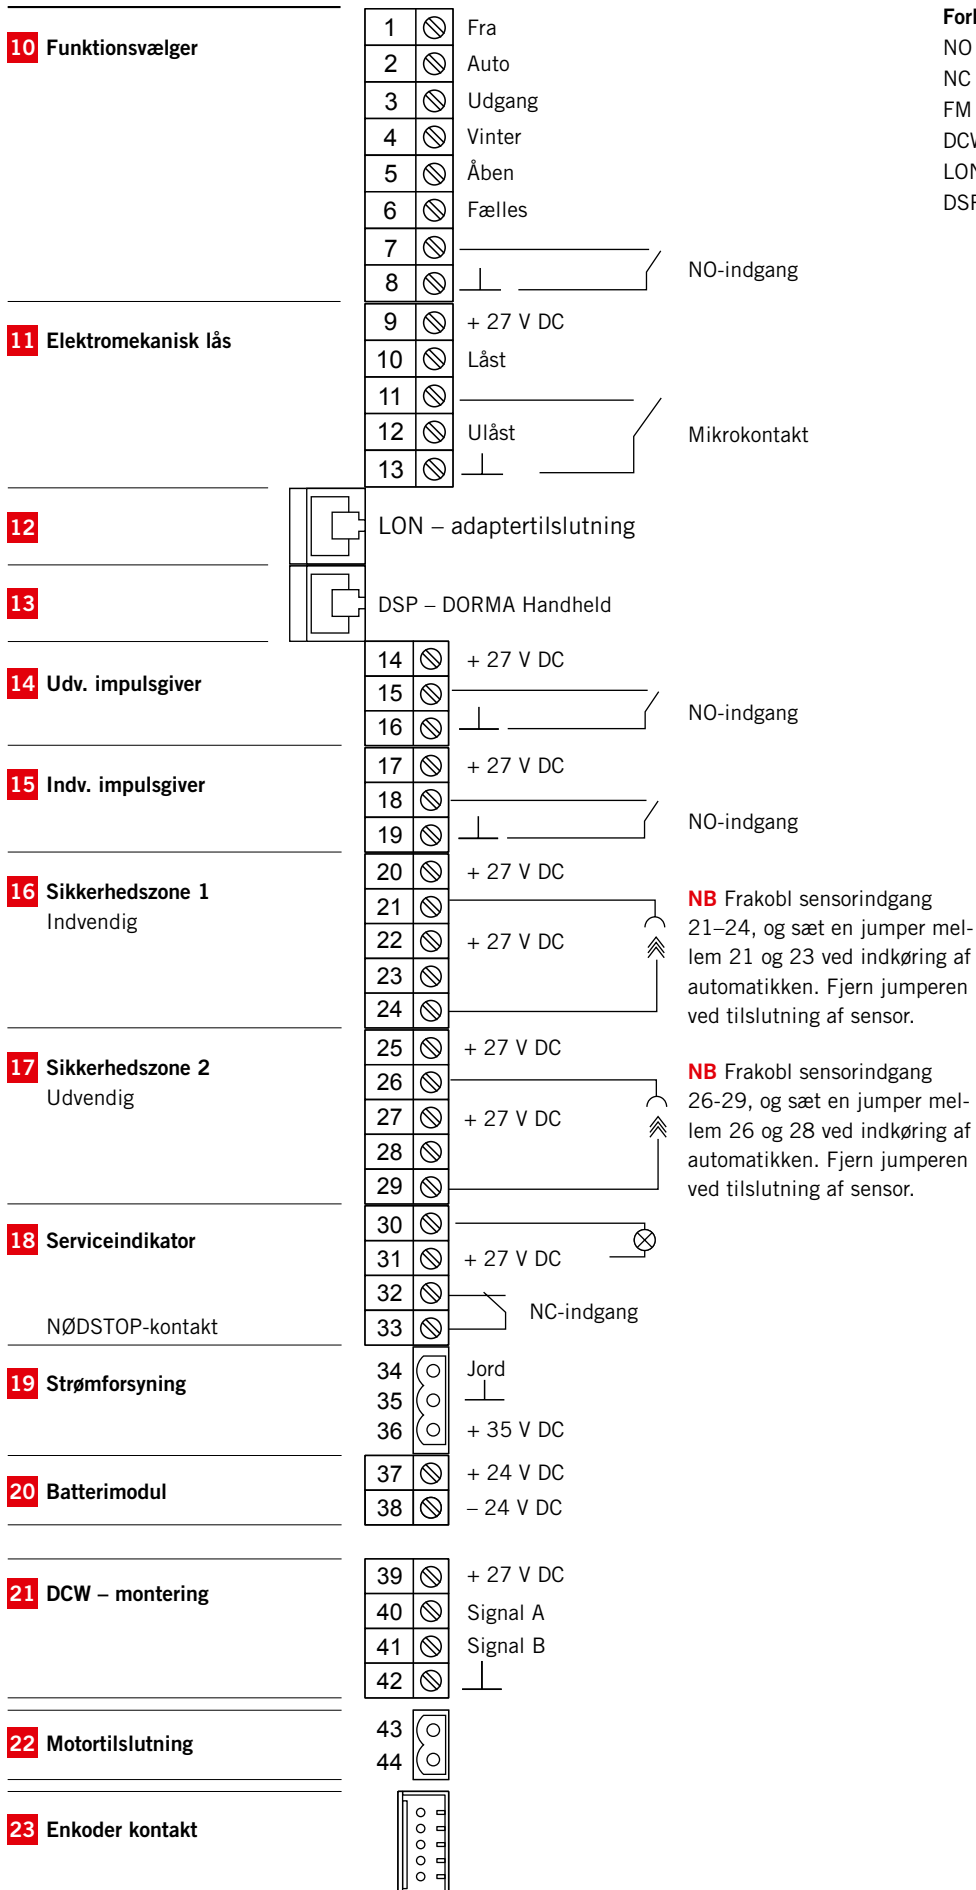 10 Funktionsvælger
1 Fra
2 Auto
3 Udgang
4 Vinter
5 Åben
6 Fælles
7
8
NO-indgang
NO
NC
FM
11 Elektromekanisk lås
9 + 27 V DC
10 Låst
11
12 Ulåst
13
Mikrokontakt
12
LON – adaptertilslutning
13
DSP – DORMA Handheld
14 Udv. impulsgiver
14 + 27 V DC
15
16
NO-indgang
15 Indv. impulsgiver
17 + 27 V DC
18
19
NO-indgang
16 Sikkerhedszone 1
Indvendig
20 + 27 V DC
21
22 + 27 V DC
23
24
NB Frakobl sensorindgang
21–24, og sæt en jumper mel-
lem 21 og 23 ved indkøring af
automatikken. Fjern jumperen
ved tilslutning af sensor.
17 Sikkerhedszone 2
Udvendig
25 + 27 V DC
26
27 + 27 V DC
28
29
NB Frakobl sensorindgang
26-29, og sæt en jumper mel-
lem 26 og 28 ved indkøring af
automatikken. Fjern jumperen
ved tilslutning af sensor.
18 Serviceindikator
30
31 + 27 V DC
32
33
NC-indgang
NØDSTOP-kontakt
19 Strømforsyning
34 Jord
35
36 + 35 V DC
20 Batterimodul
37 + 24 V DC
38 – 24 V DC
21 DCW – montering
39 + 27 V DC
40 Signal A
41 Signal B
42
22 Motortilslutning
43
44
23 Enkoder kontakt